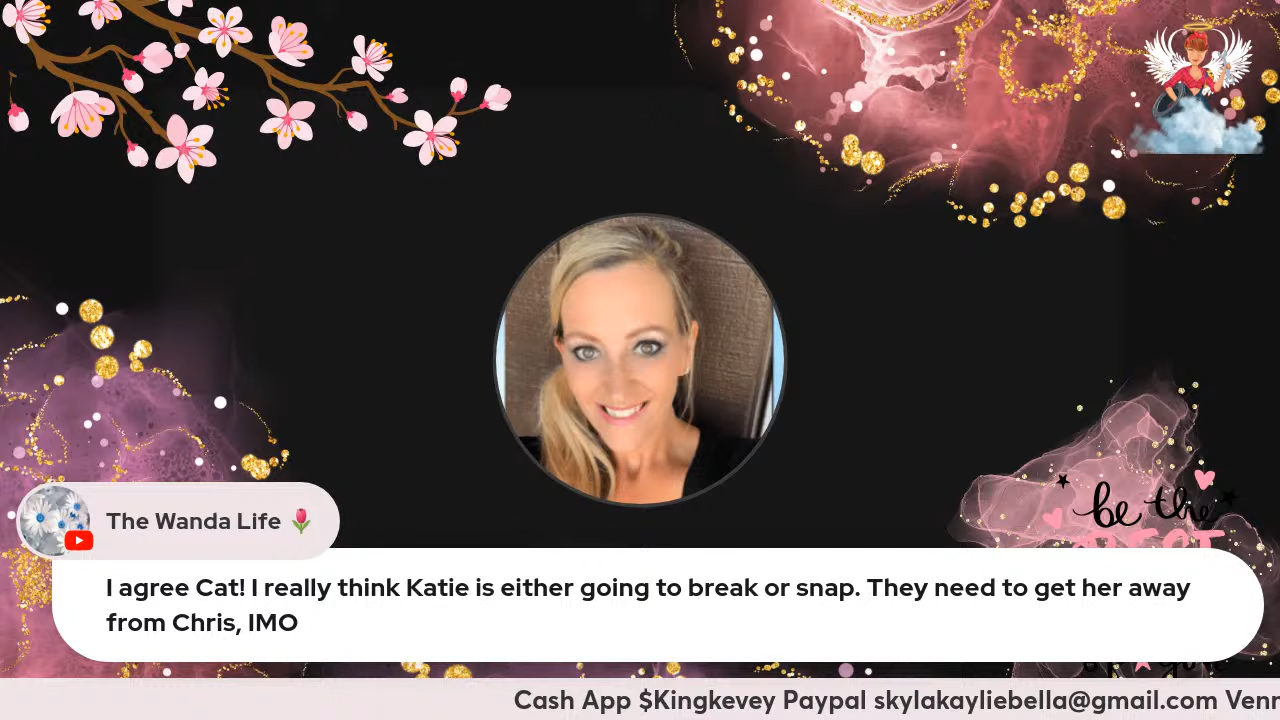 be the
The Wanda Life
I agree Cat! I really think Katie is either going to break or snap. They need to get her away
from Chris, IMO
Cash App $Kingkevey Paypal skylakayliebella@gmail.com